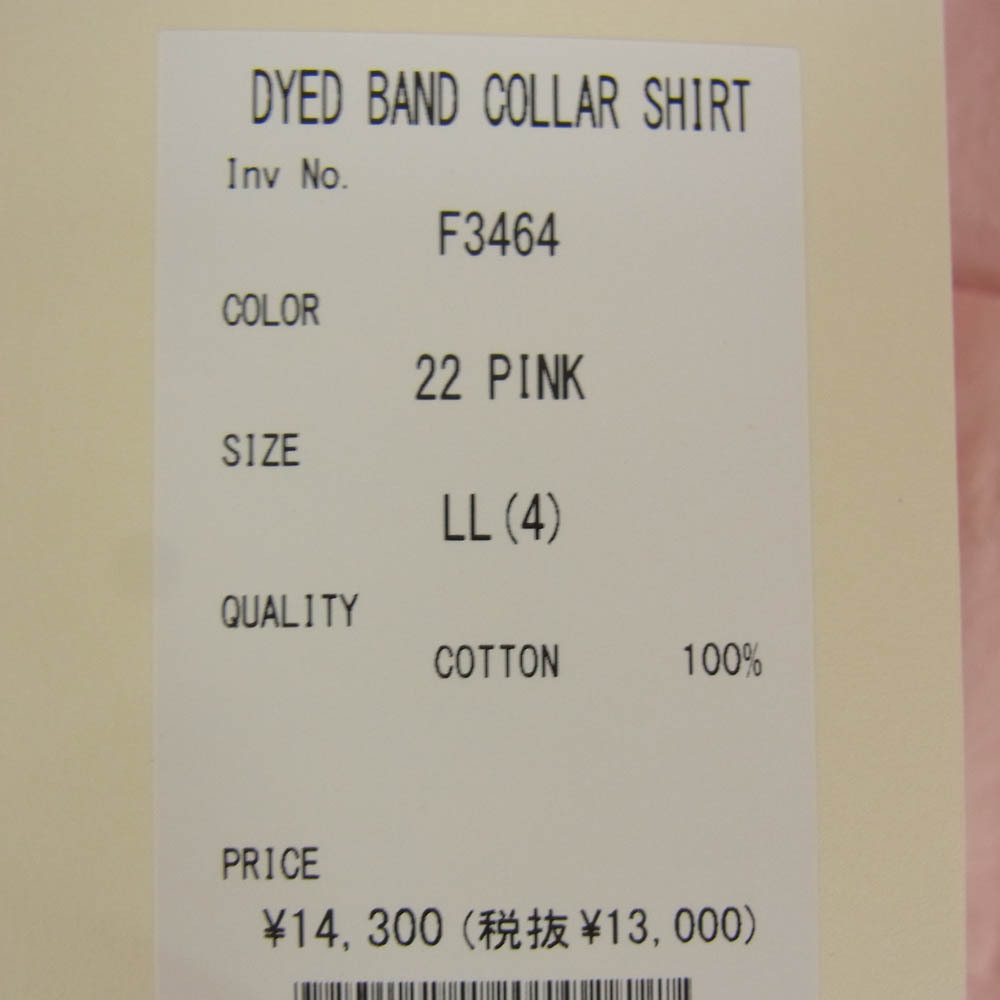 DYED BAND COLLAR SHIRT
Inv No.
F3464
COLOR
22 PINK
SIZE
LL(4)
QUALITY
COTTON 100%
PRICE
¥14,300(税抜¥13,000)